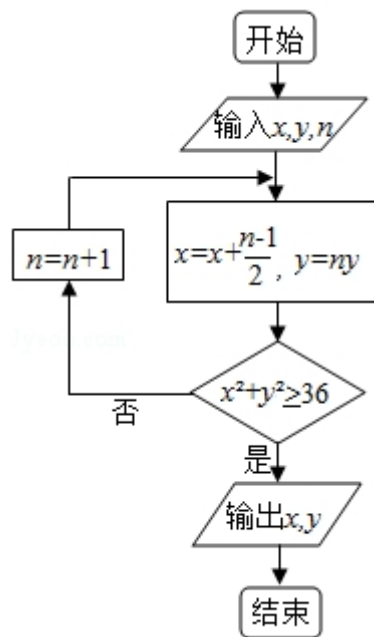 开始
输入x,y,n
n=n+1
x=x+\frac{n-1}{2}, y=ny
x²+y²≥36
否
是
输出x,y
结束